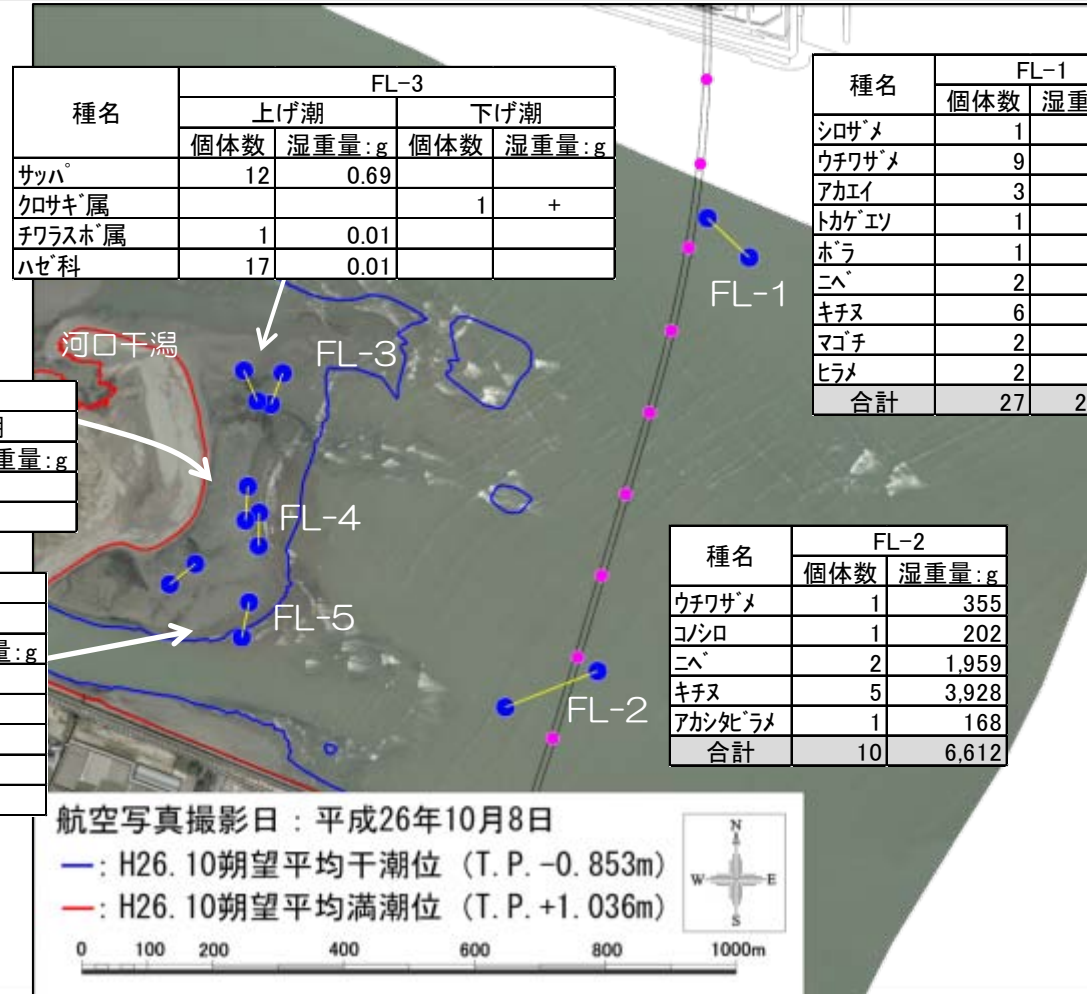 種名 FL-3
上げ潮 下げ潮
個体数 湿重量:g 個体数 湿重量:g
サッパ 12 0.69
クロサギ属 1 +
チワラスボ属 1 0.01
ハゼ科 17 0.01
種名 FL-1
個体数 湿重
シロザメ 1
ウチワザメ 9
アカエイ 3
トカゲエソ 1
ボラ 1
ニベ 2
キチヌ 6
マゴチ 2
ヒラメ 2
合計 27 2
FL-1
河口干潟
FL-3
重量:g
FL-4
FL-5
量:g
FL-2
種名 FL-2
個体数 湿重量:g
ウチワザメ 1 355
コノシロ 1 202
ニベ 2 1,959
キチヌ 5 3,928
アカシタビラメ 1 168
合計 10 6,612
航空写真撮影日：平成26年10月8日
―: H26.10朔望平均干潮位 (T.P.-0.853m)
―: H26.10朔望平均満潮位 (T.P.+1.036m)
N
W E
S
0 100 200 400 600 800 1000m